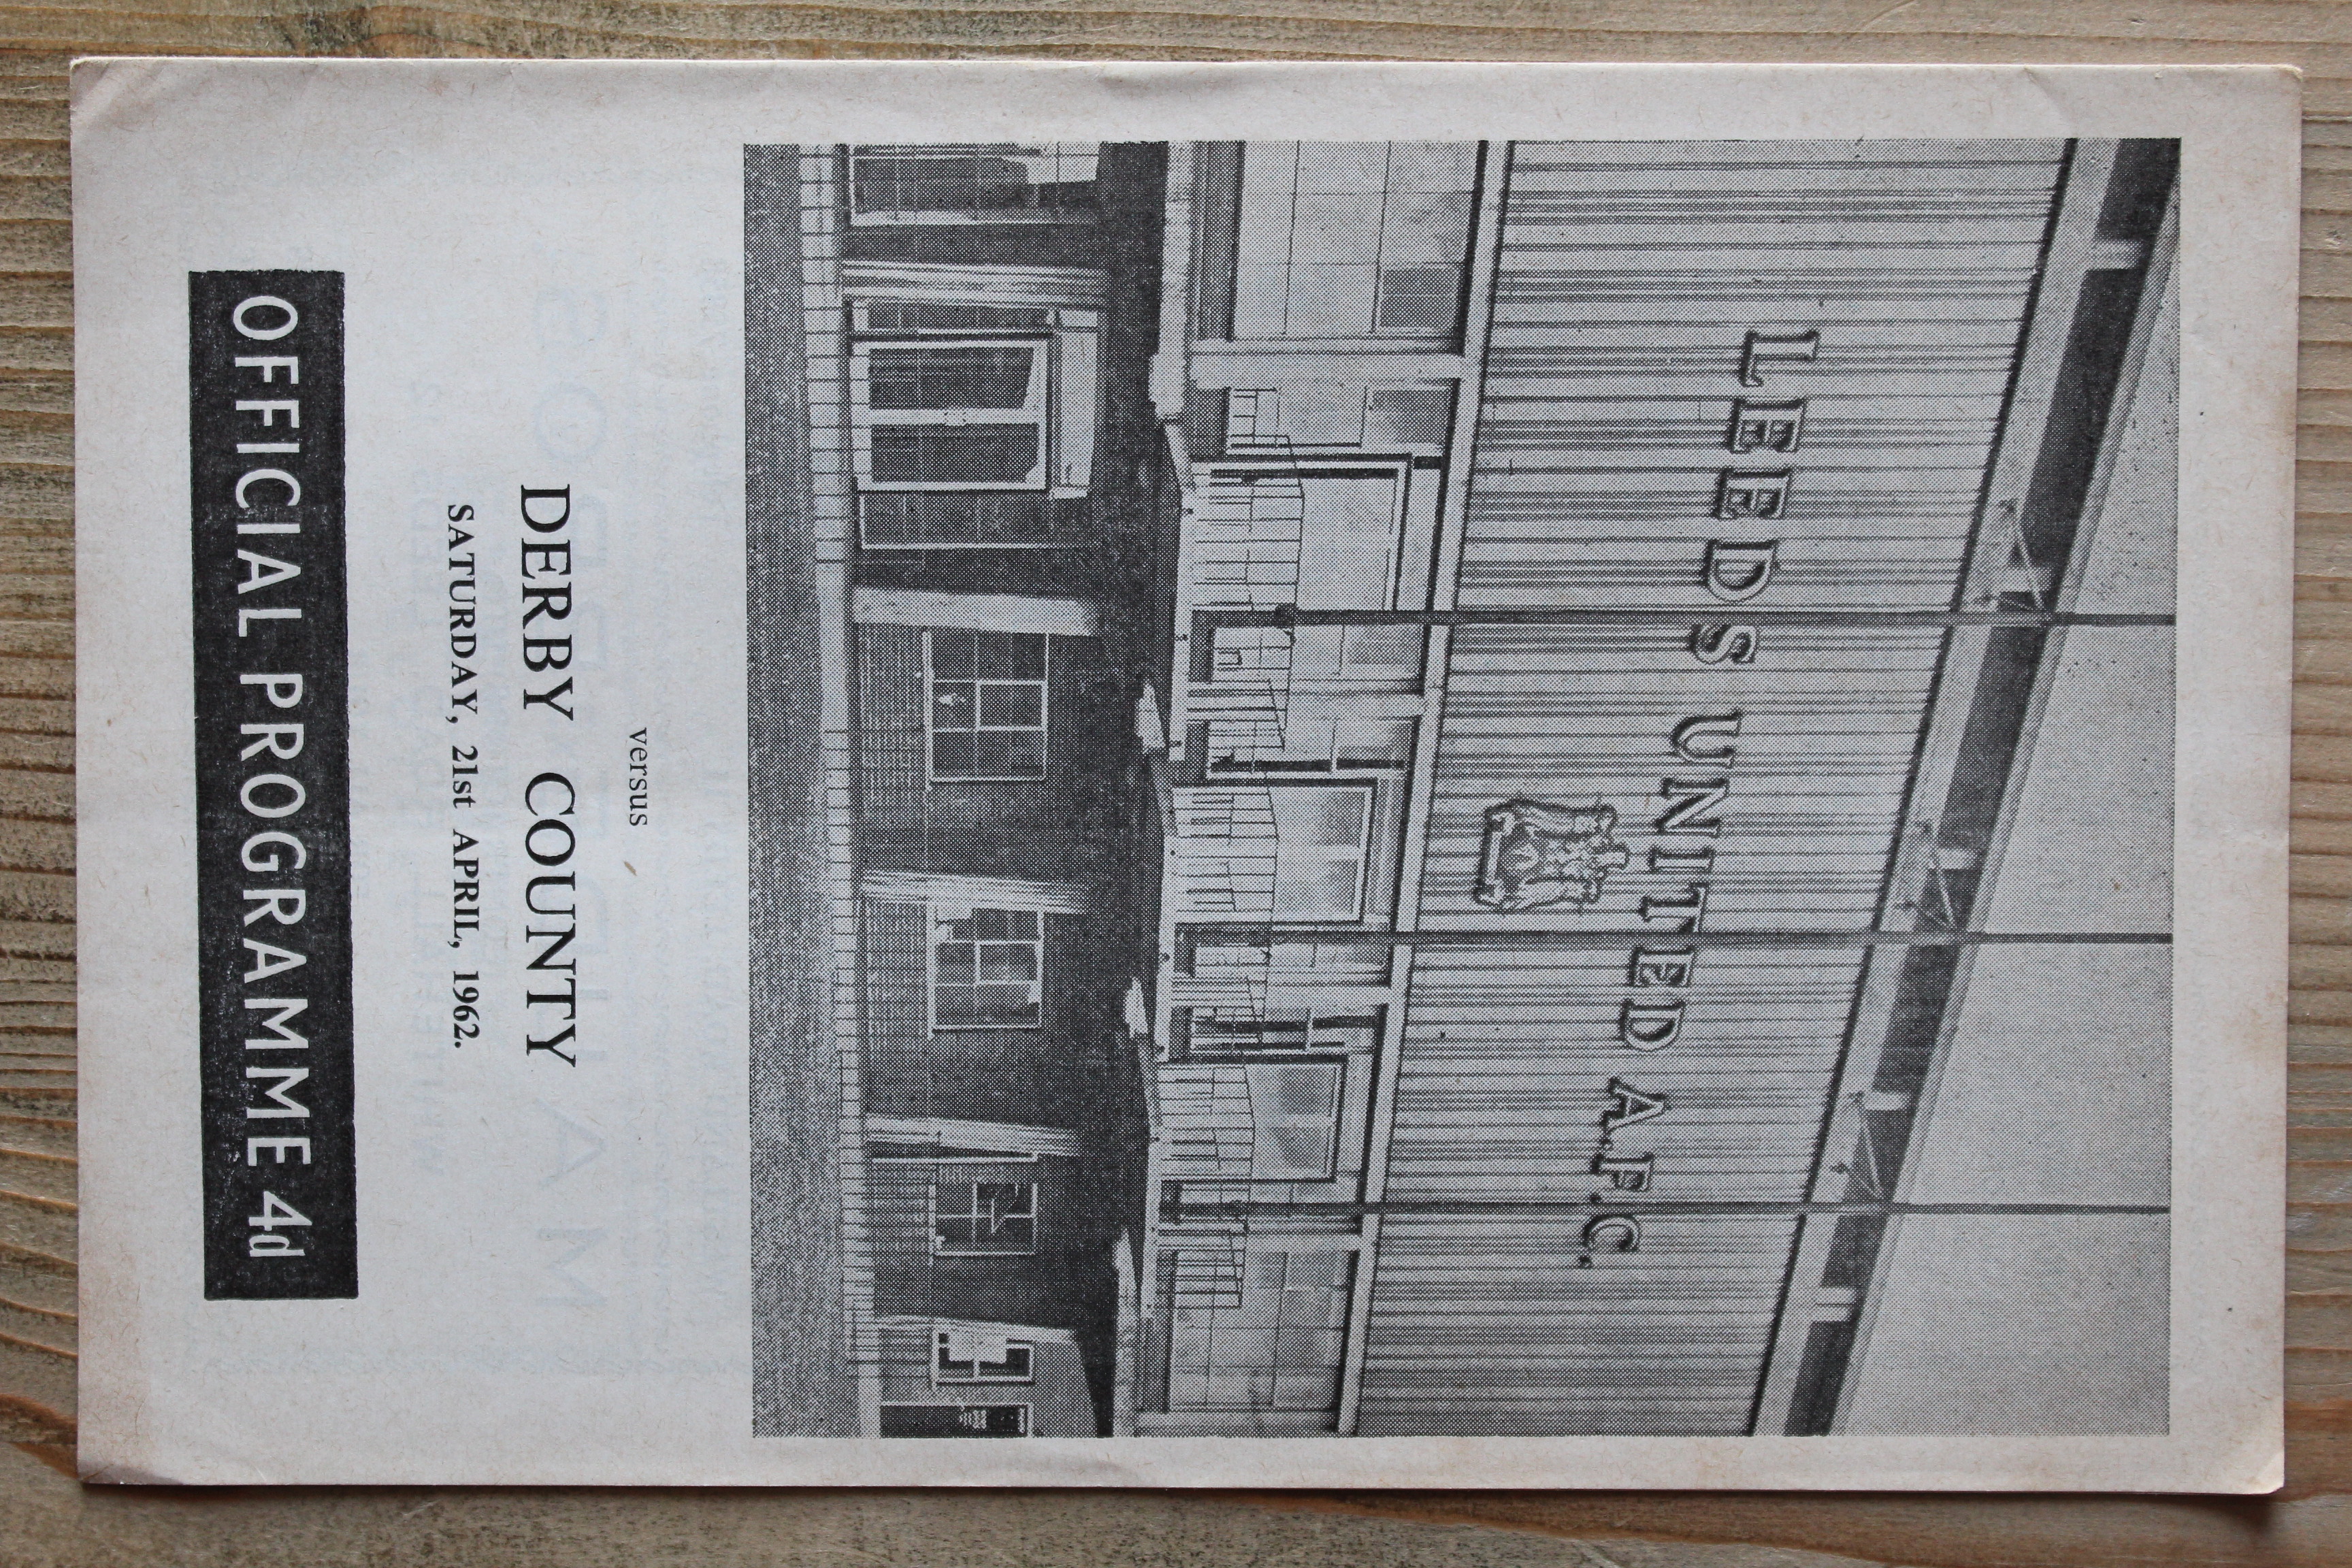 LEEDS UNITED A.F.C.
versus
DERBY COUNTY
SATURDAY, 21st APRIL, 1962.
OFFICIAL PROGRAMME 4d